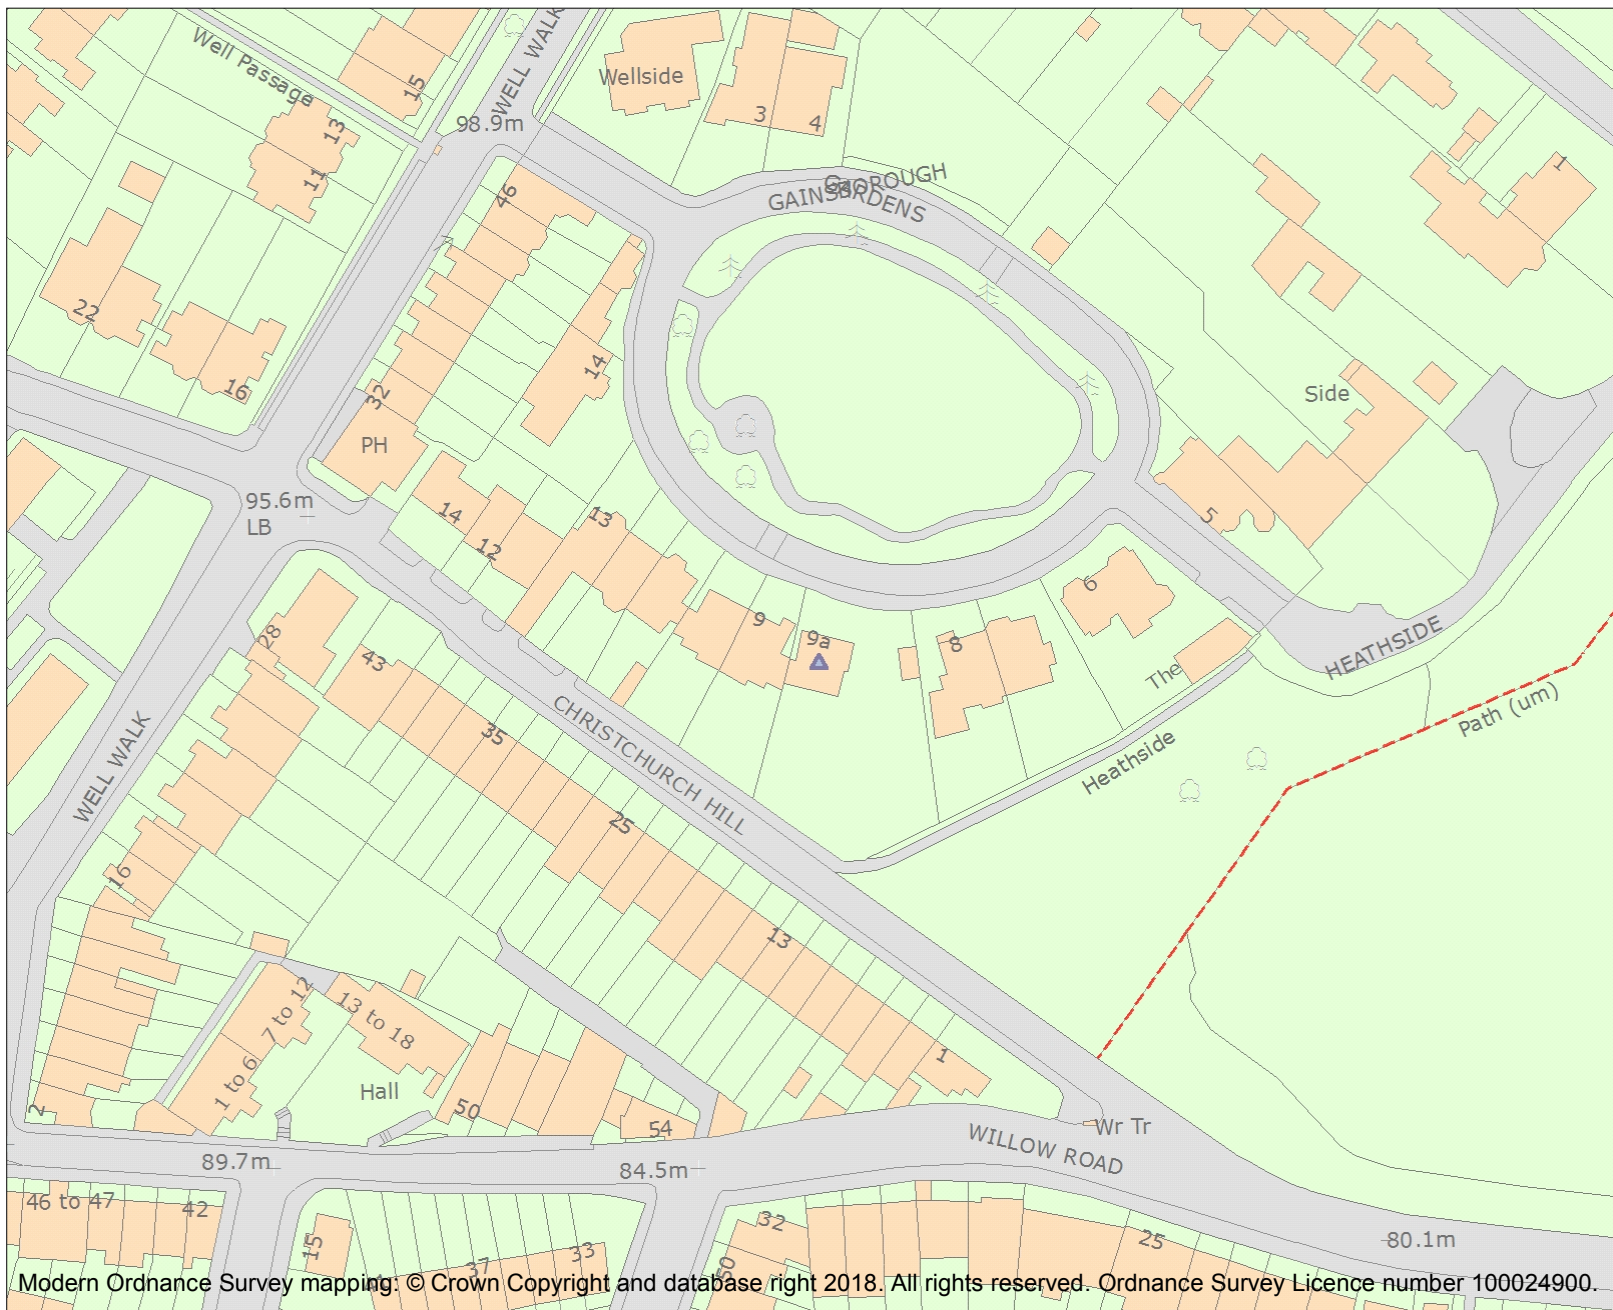 Well Passage
15
WELL WALK
Wellside
3
4
98.9m
13
11
46
7
GAINSBOROUGH
GARDENS
1
22
16
32
14
Side
PH
95.6m
LB
14
12
13
5
6
28
43
9
9a
8
The
HEATHSIDE
Path (um)
Heathside
WELL WALK
35
CHRISTCHURCH HILL
25
16
13
7 to 12
13 to 18
1 to 6
1
Hall
2
50
54
Wr Tr
WILLOW ROAD
89.7m
84.5m
46 to 47
42
32
25
80.1m
15
37
33
50
Modern Ordnance Survey mapping: © Crown Copyright and database right 2018. All rights reserved. Ordnance Survey Licence number 100024900.